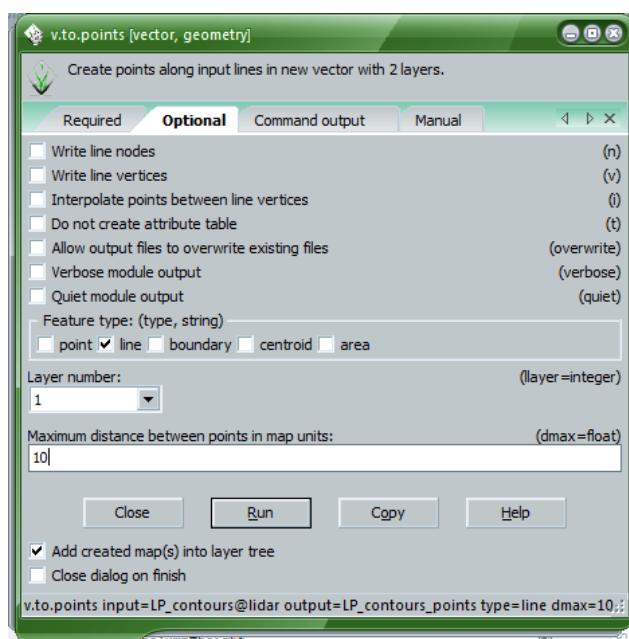 v.to.points [vector, geometry]
Create points along input lines in new vector with 2 layers.
Required Optional Command output Manual
Write line nodes (n)
Write line vertices (v)
Interpolate points between line vertices (i)
Do not create attribute table (t)
Allow output files to overwrite existing files (overwrite)
Verbose module output (verbose)
Quiet module output (quiet)
Feature type: (type, string)
point line boundary centroid area
Layer number: (llayer=integer)
1
Maximum distance between points in map units: (dmax=float)
10
Close Run Copy Help
Add created map(s) into layer tree
Close dialog on finish
v.to.points input=LP_contours@lidar output=LP_contours_points type=line dmax=10